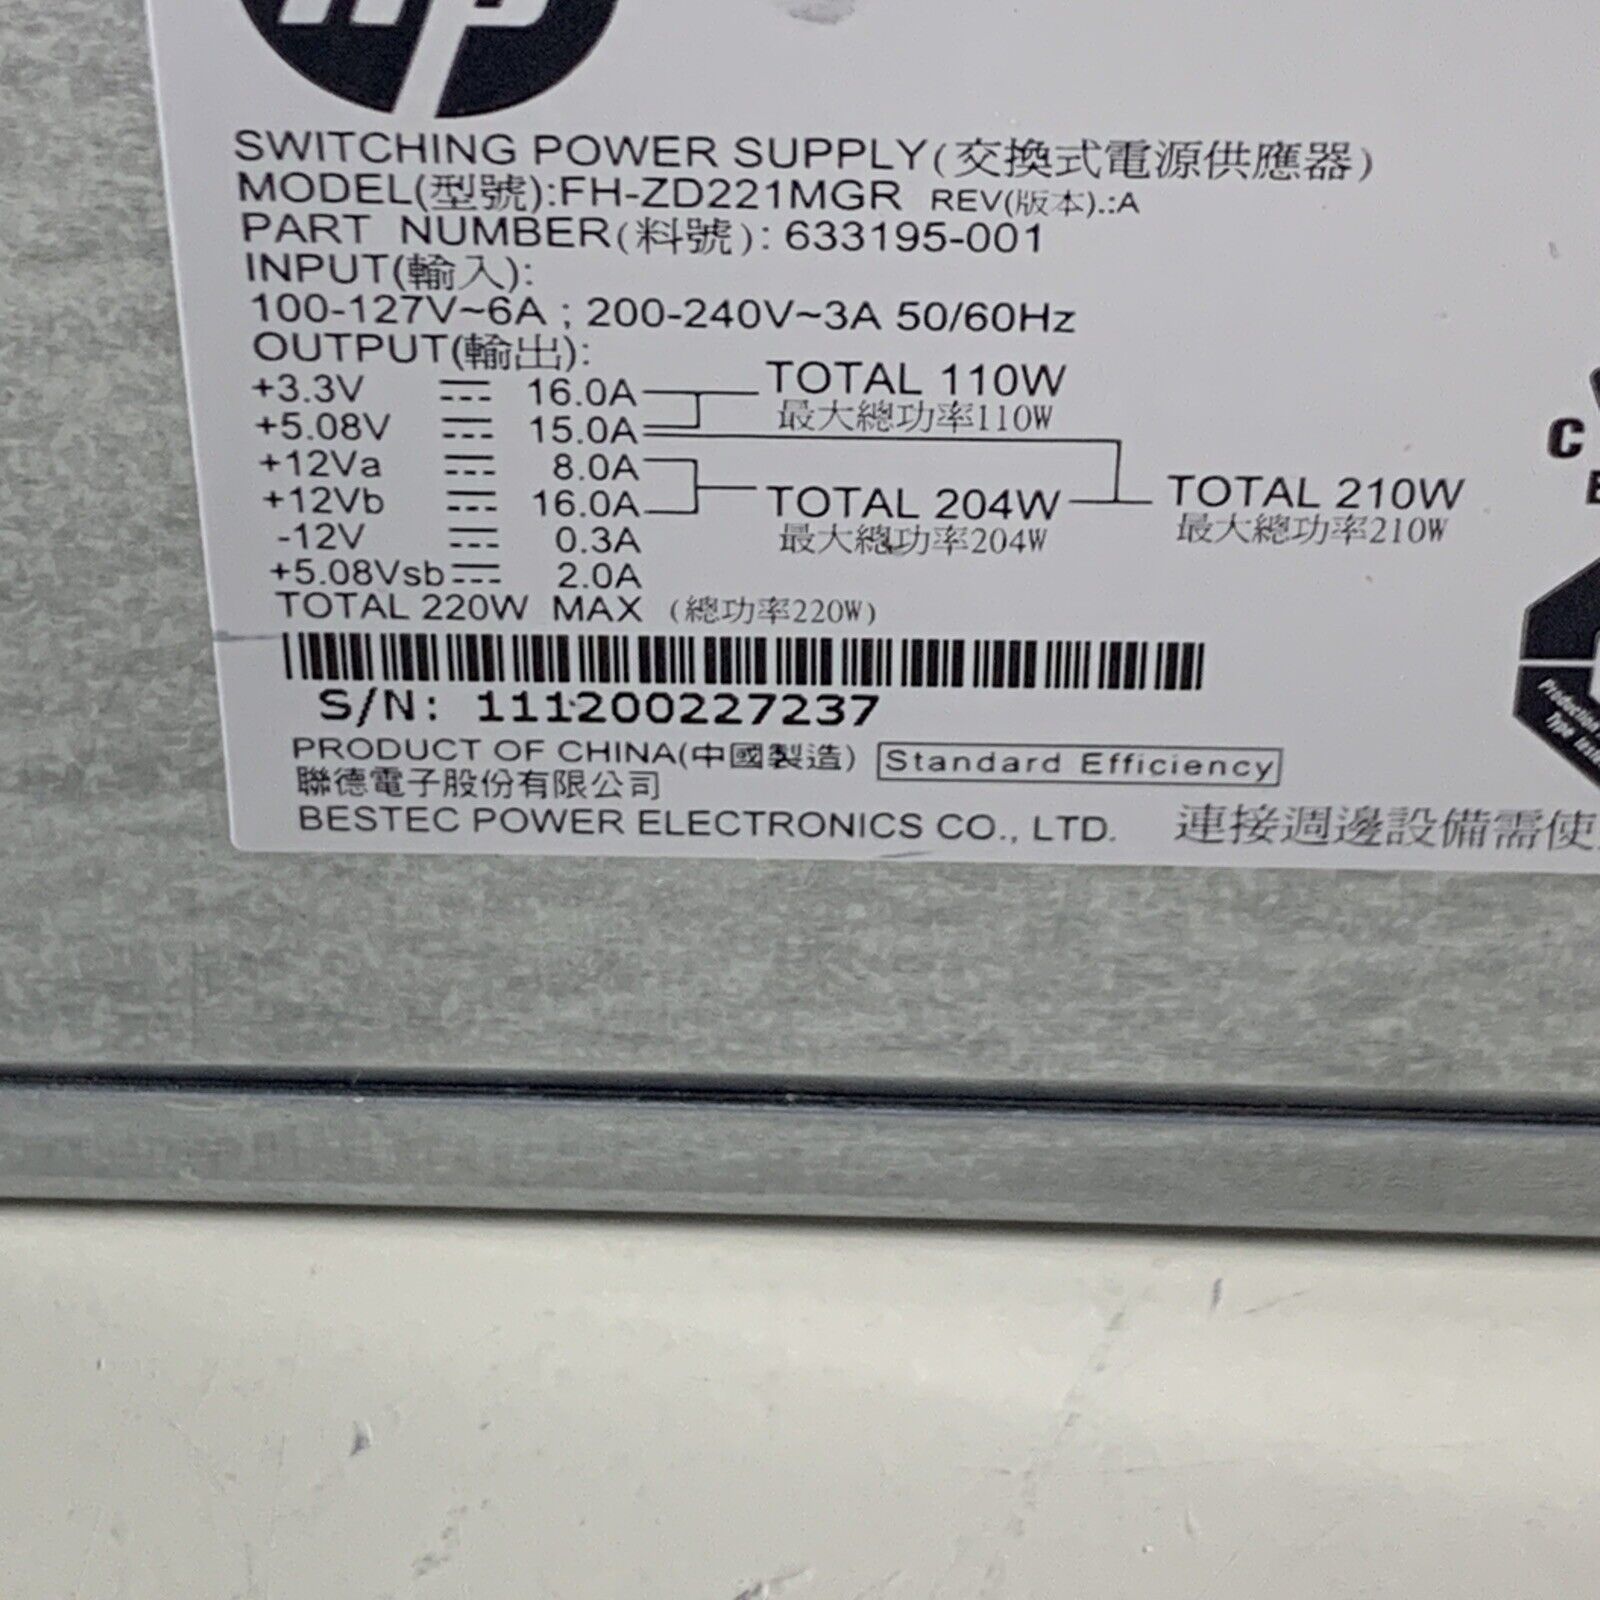 hp
SWITCHING POWER SUPPLY(交換式電源供應器)
MODEL(型號):FH-ZD221MGR REV(版本).:A
PART NUMBER(料號): 633195-001
INPUT(輸入):
100-127V~6A ; 200-240V~3A 50/60Hz
OUTPUT(輸出):
+3.3V ⎓ 16.0A TOTAL 110W
最大總功率110W
+5.08V ⎓ 15.0A
+12Va ⎓ 8.0A
+12Vb ⎓ 16.0A TOTAL 204W TOTAL 210W
最大總功率204W 最大總功率210W
-12V ⎓ 0.3A
+5.08Vsb ⎓ 2.0A
TOTAL 220W MAX (總功率220W)
S/N: 111200227237
PRODUCT OF CHINA(中國製造) Standard Efficiency
聯德電子股份有限公司
BESTEC POWER ELECTRONICS CO., LTD. 連接週邊設備需使
C
Production
Type